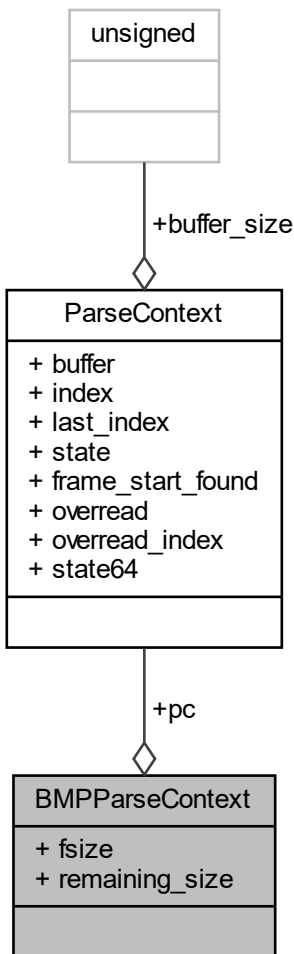 unsigned
+buffer_size
ParseContext
+ buffer
+ index
+ last_index
+ state
+ frame_start_found
+ overread
+ overread_index
+ state64
+pc
BMPParseContext
+ fsize
+ remaining_size